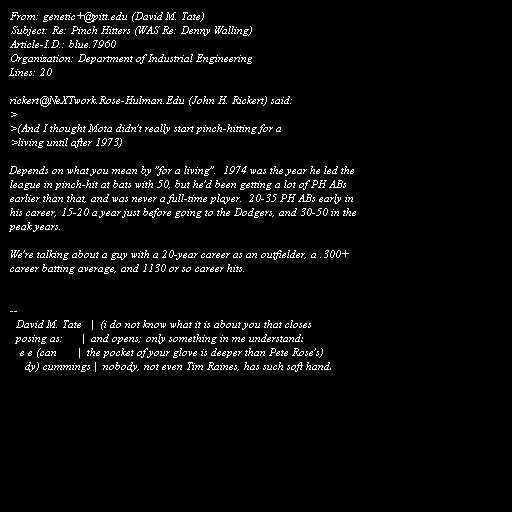 From: genetic+@pitt.edu (David M. Tate)
Subject: Re: Pinch Hitters (WAS Re: Denny Walling)
Article-I.D.: blue.7960
Organization: Department of Industrial Engineering
Lines: 20

rickert@NeXTwork.Rose-Hulman.Edu (John H. Rickert) said:
>
>(And I thought Mota didn't really start pinch-hitting for a
>living until after 1973)

Depends on what you mean by "for a living".  1974 was the year he led the
league in pinch-hit at bats with 50, but he'd been getting a lot of PH ABs
earlier than that, and was never a full-time player.  20-35 PH ABs early in
his career, 15-20 a year just before going to the Dodgers, and 30-50 in the
peak years.

We're talking about a guy with a 20-year career as an outfielder, a .300+
career batting average, and 1130 or so career hits.

--
  David M. Tate   |  (i do not know what it is about you that closes
  posing as:      |  and opens; only something in me understands
   e e (can       |  the pocket of your glove is deeper than Pete Rose's)
    dy) cummings |  nobody, not even Tim Raines, has such soft hand.